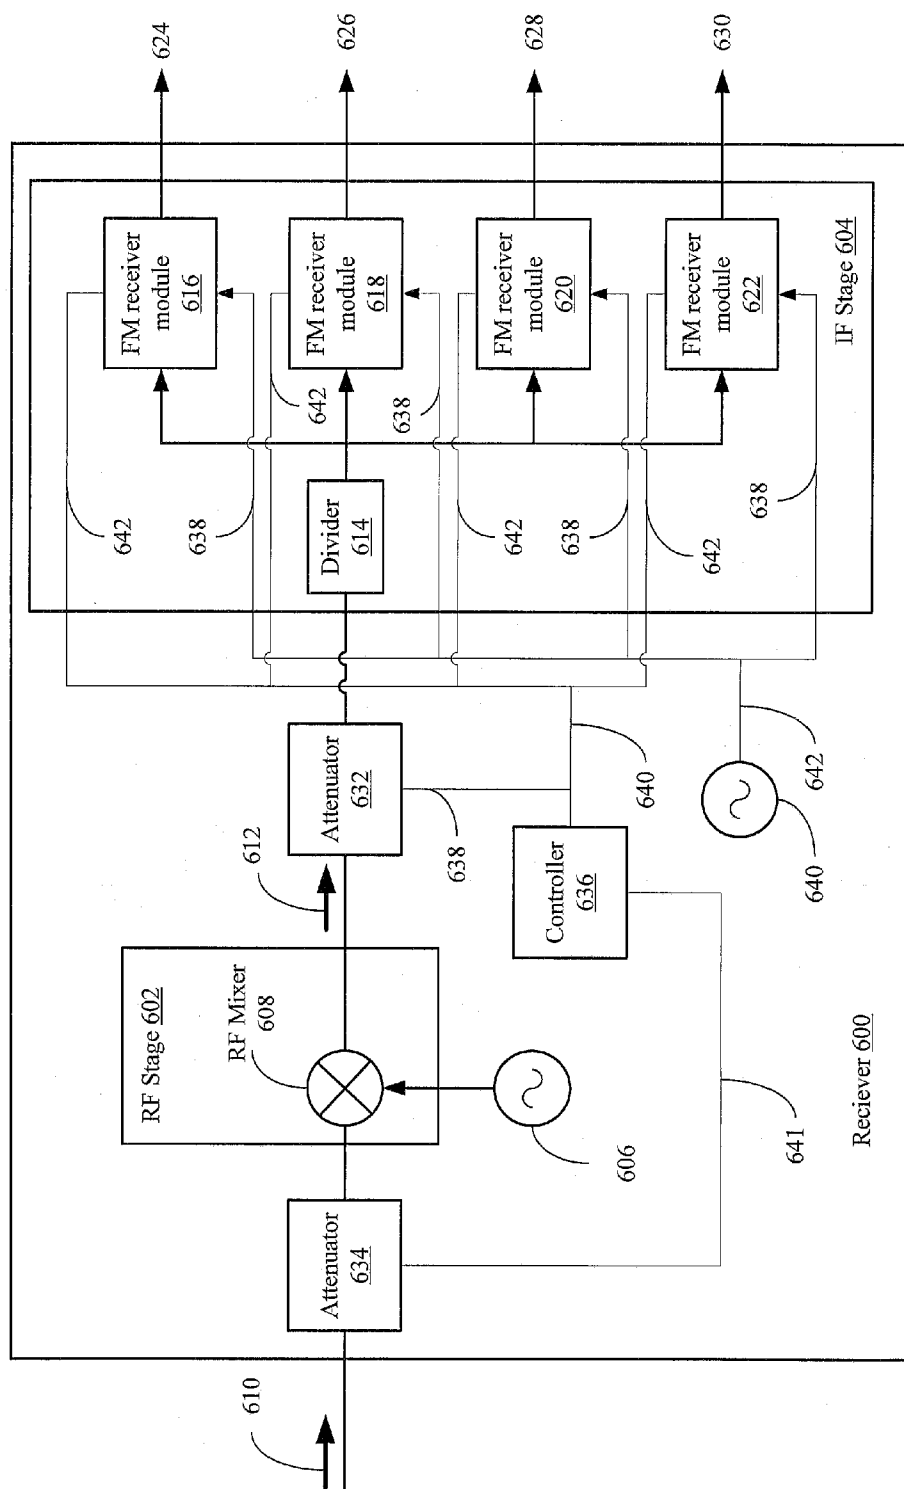 624
626
628
630
FM receiver
module
616
FM receiver
module
618
FM receiver
module
620
FM receiver
module
622
IF Stage 604
642
638
642
638
642
638
642
638
Divider
614
Attenuator
632
612
638
640
642
640
Controller
636
RF Stage 602
RF Mixer
608
606
641
Reciever 600
Attenuator
634
610